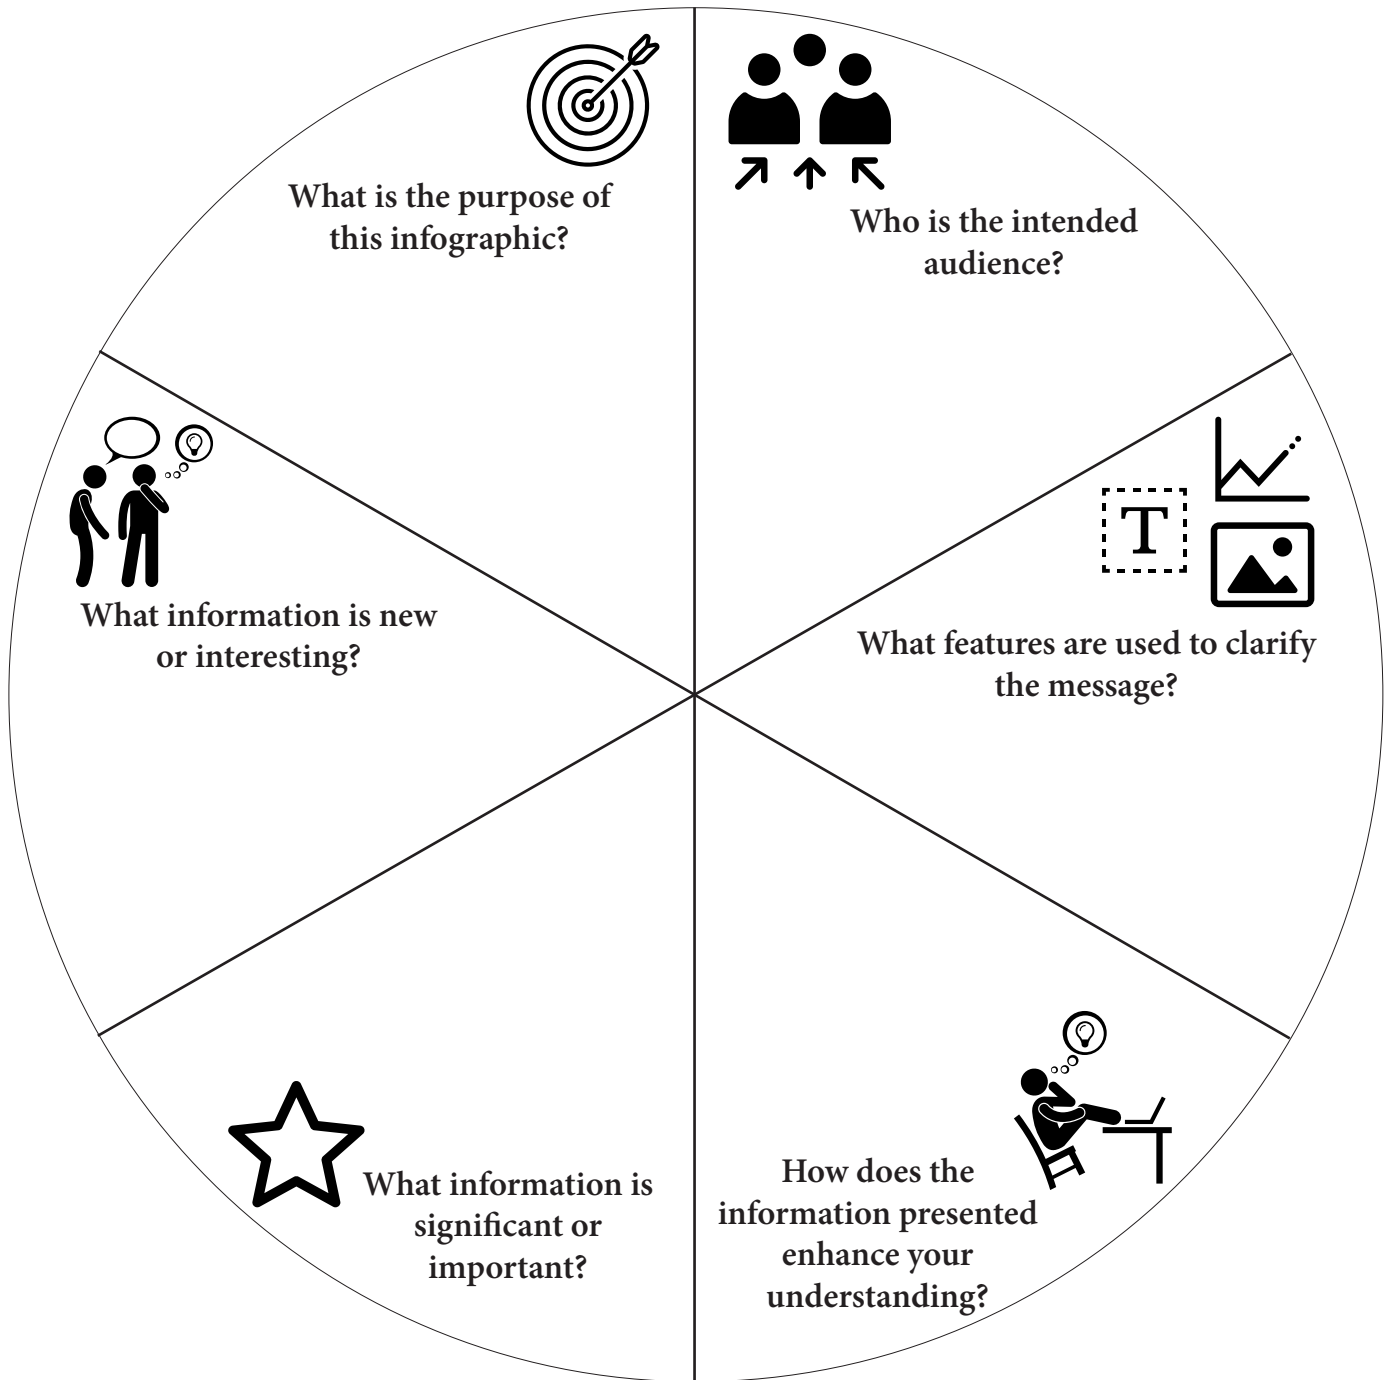 What is the purpose of
this infographic?
Who is the intended
audience?
What information is new
or interesting?
T
What features are used to clarify
the message?
What information is
significant or
important?
How does the
information presented
enhance your
understanding?